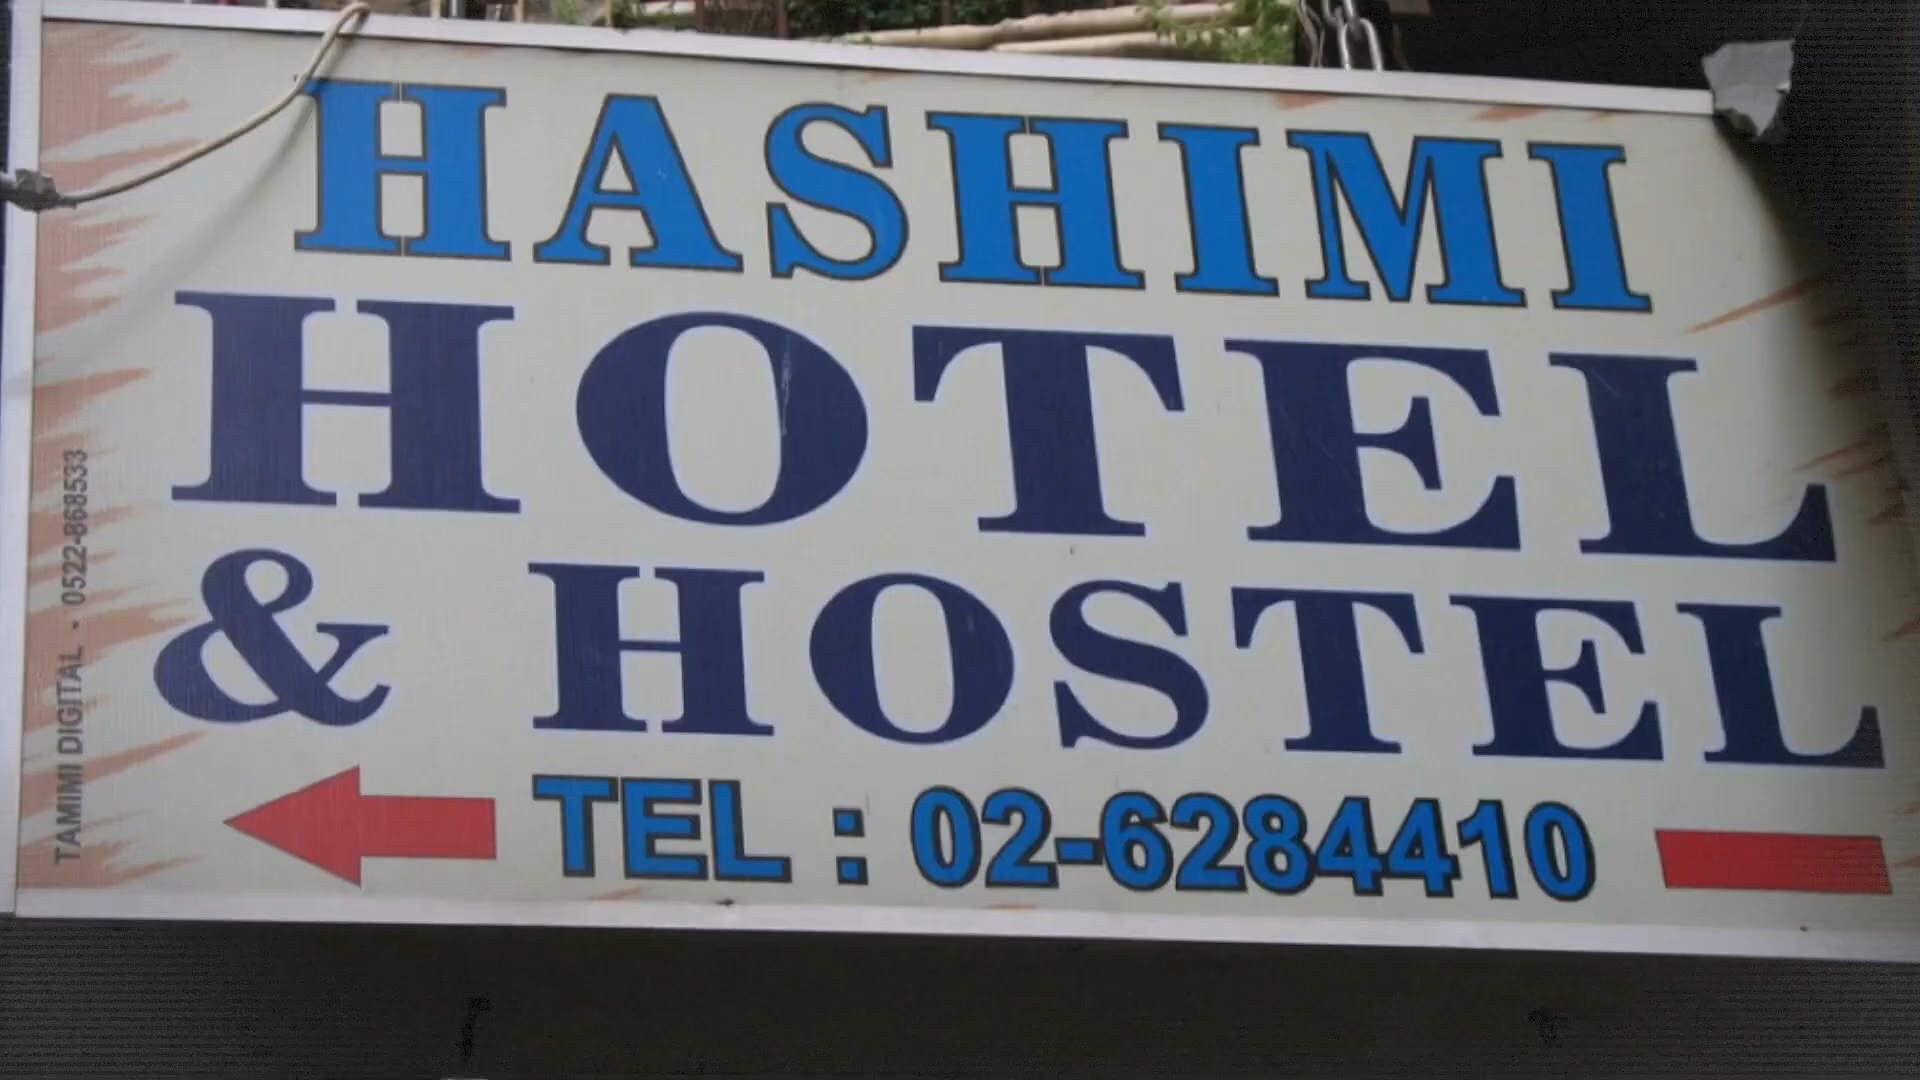 HASHIMI
HOTEL
& HOSTEL
TEL : 02-6284410
TAMIMI DIGITAL - 0522-868533